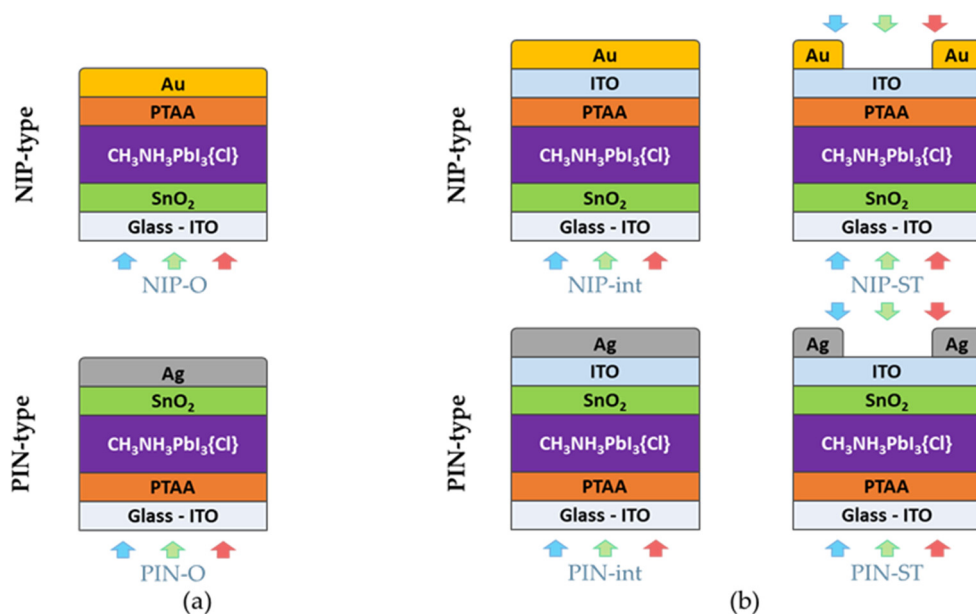 NIP-type
Au
PTAA
CH₃NH₃PbI₃{Cl}
SnO₂
Glass - ITO
NIP-O
PIN-type
Ag
SnO₂
CH₃NH₃PbI₃{Cl}
PTAA
Glass - ITO
PIN-O
(a)
NIP-type
Au
ITO
PTAA
CH₃NH₃PbI₃{Cl}
SnO₂
Glass - ITO
NIP-int
Au Au
ITO
PTAA
CH₃NH₃PbI₃{Cl}
SnO₂
Glass - ITO
NIP-ST
PIN-type
Ag
ITO
SnO₂
CH₃NH₃PbI₃{Cl}
PTAA
Glass - ITO
PIN-int
Ag Ag
ITO
SnO₂
CH₃NH₃PbI₃{Cl}
PTAA
Glass - ITO
PIN-ST
(b)